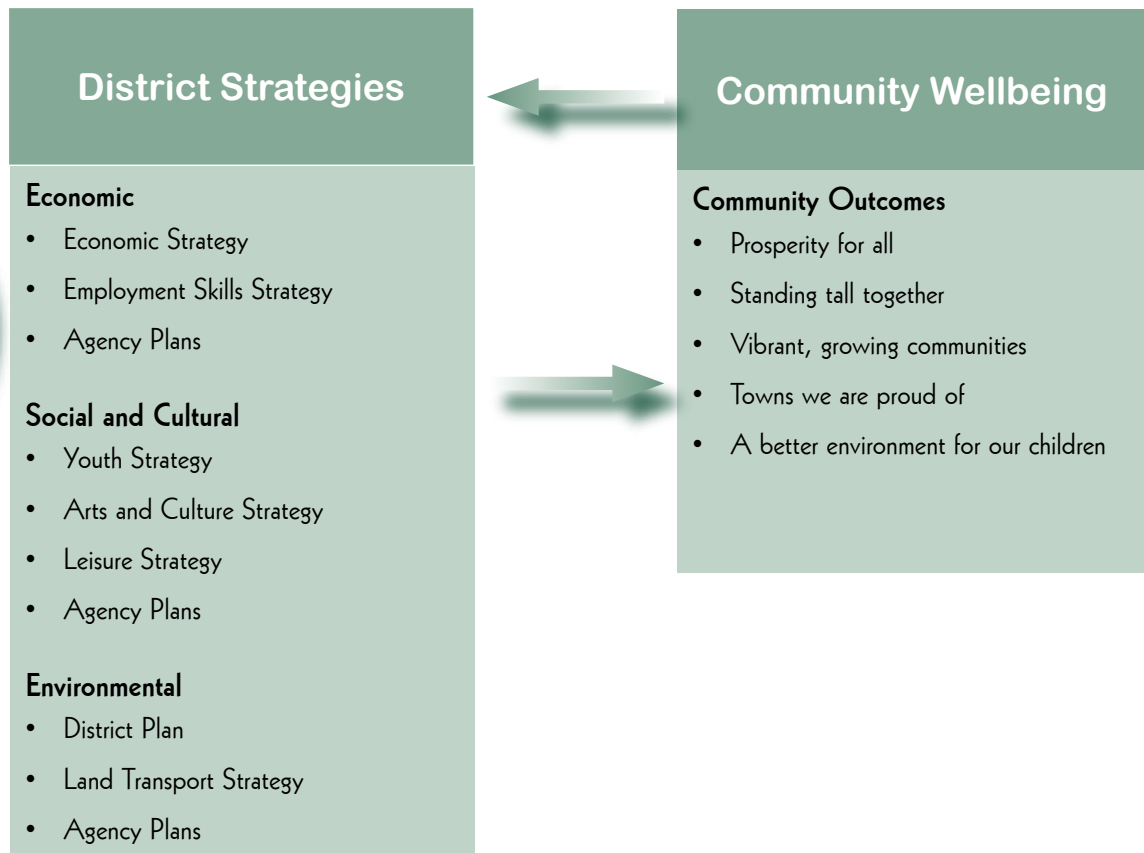 District Strategies
Economic
• Economic Strategy
• Employment Skills Strategy
• Agency Plans
Social and Cultural
• Youth Strategy
• Arts and Culture Strategy
• Leisure Strategy
• Agency Plans
Environmental
• District Plan
• Land Transport Strategy
• Agency Plans
Community Wellbeing
Community Outcomes
• Prosperity for all
• Standing tall together
• Vibrant, growing communities
• Towns we are proud of
• A better environment for our children